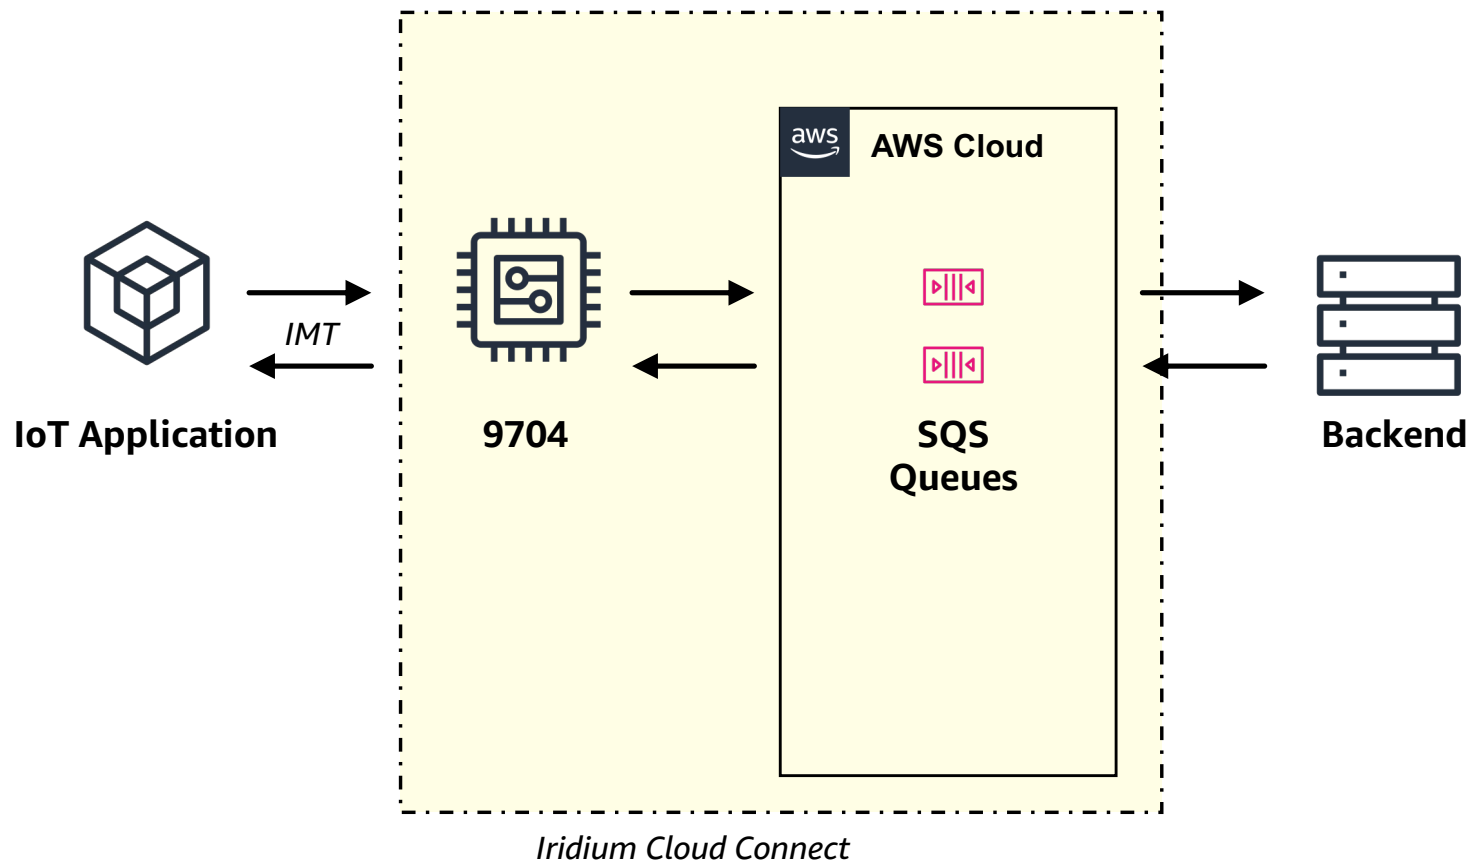 aws
AWS Cloud
IMT
IoT Application
9704
SQS
Queues
Backend
Iridium Cloud Connect